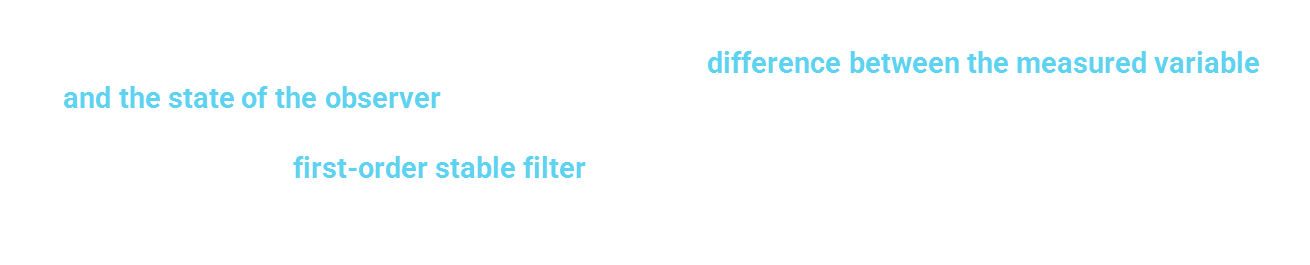 difference between the measured variable
and the state of the observer
first-order stable filter